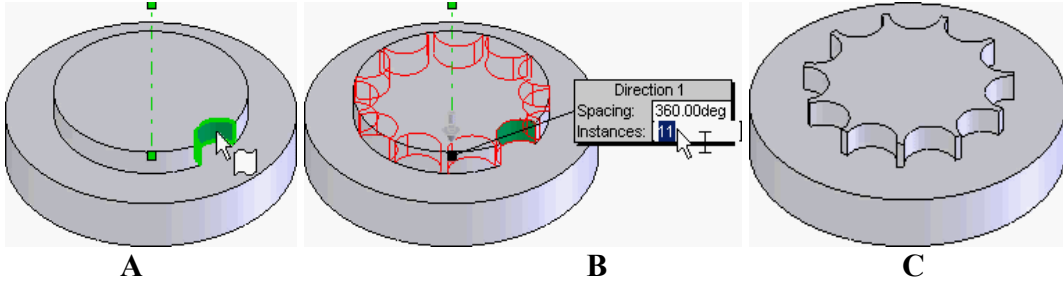 Direction 1
Spacing: 360.00deg
Instances: 11
A B C